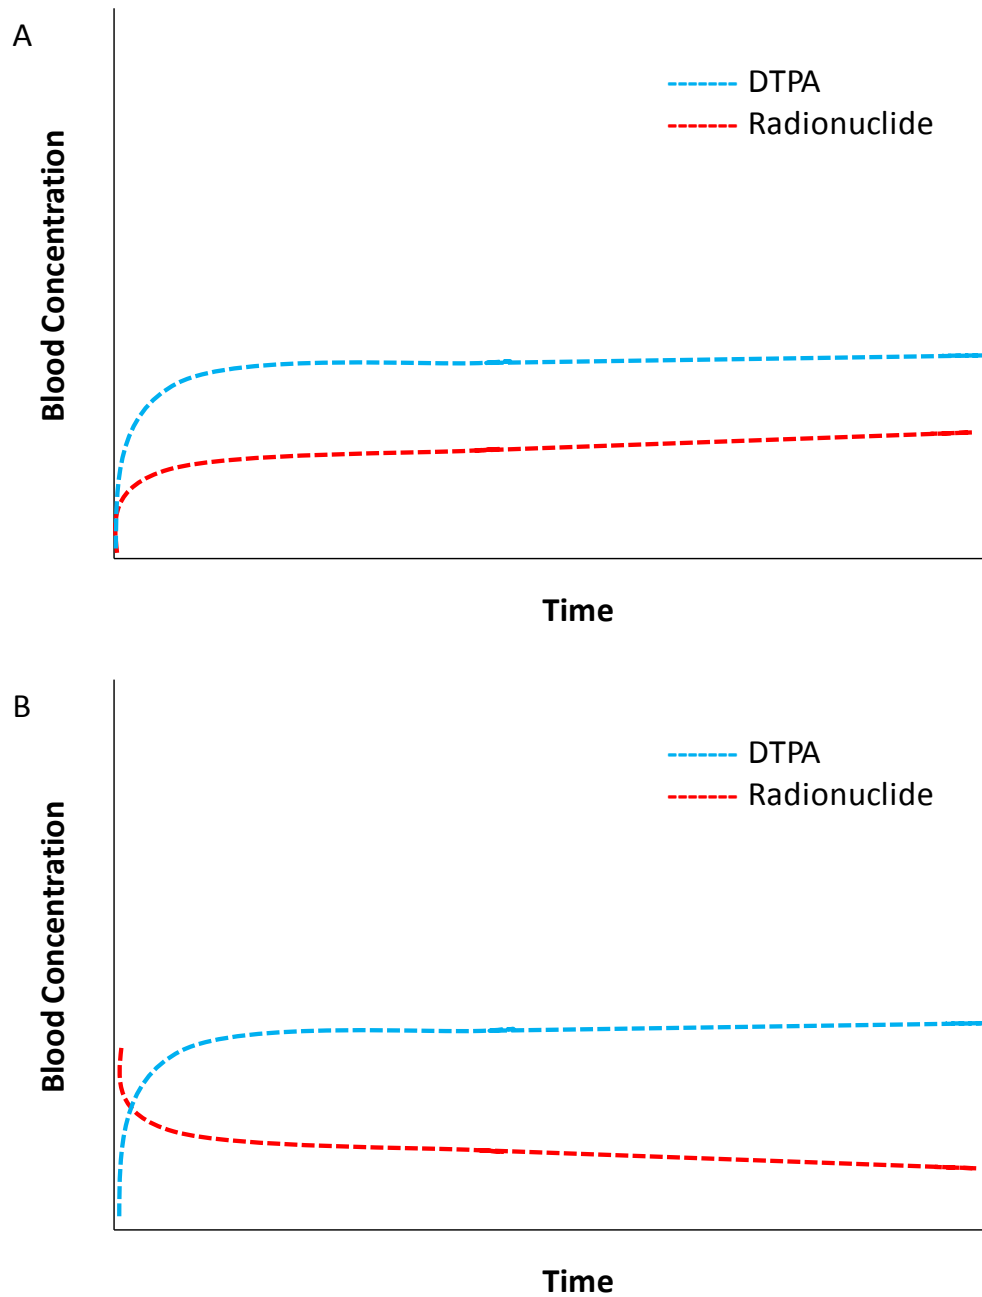 A
DTPA
Radionuclide
Blood Concentration
Time
B
DTPA
Radionuclide
Blood Concentration
Time